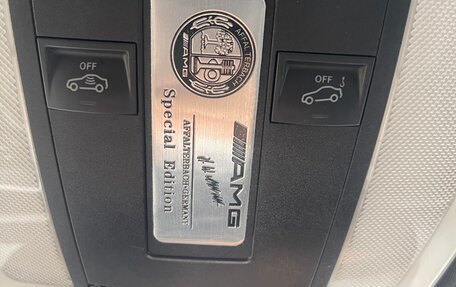 OFF
OFF
AMG
AFFALTERBACH
AMG
AFFALTERBACH·GERMANY
Special Edition